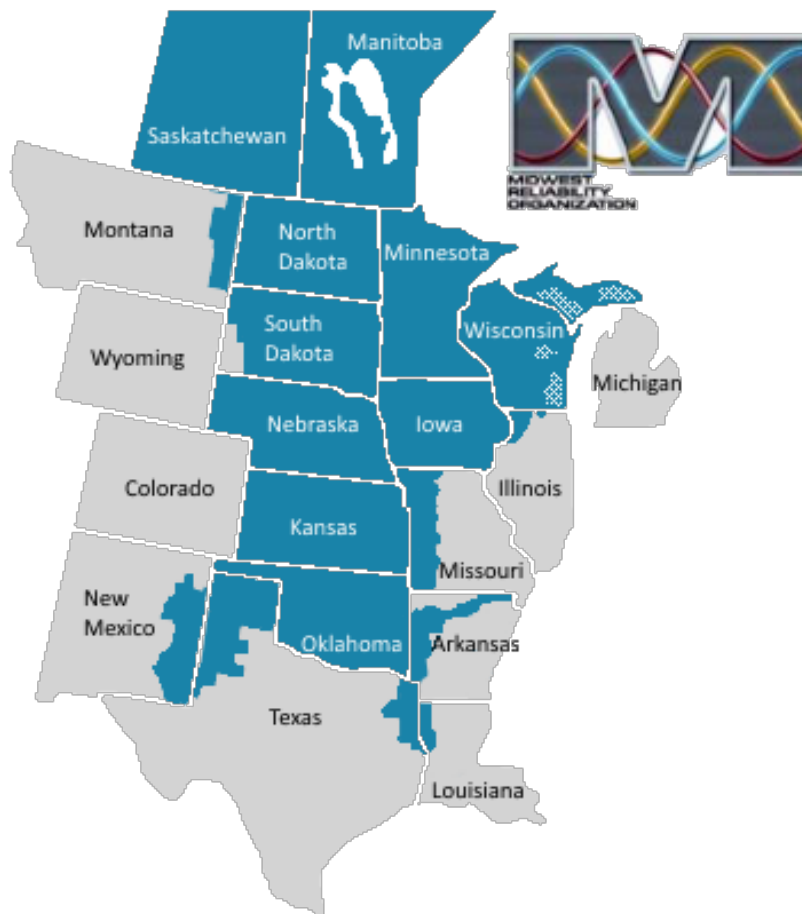 Manitoba
Saskatchewan
MIDWEST
RELIABILITY
ORGANIZATION
Montana
North
Dakota
Minnesota
South
Dakota
Wisconsin
Wyoming
Michigan
Nebraska
Iowa
Colorado
Illinois
Kansas
Missouri
New
Mexico
Oklahoma
Arkansas
Texas
Louisiana